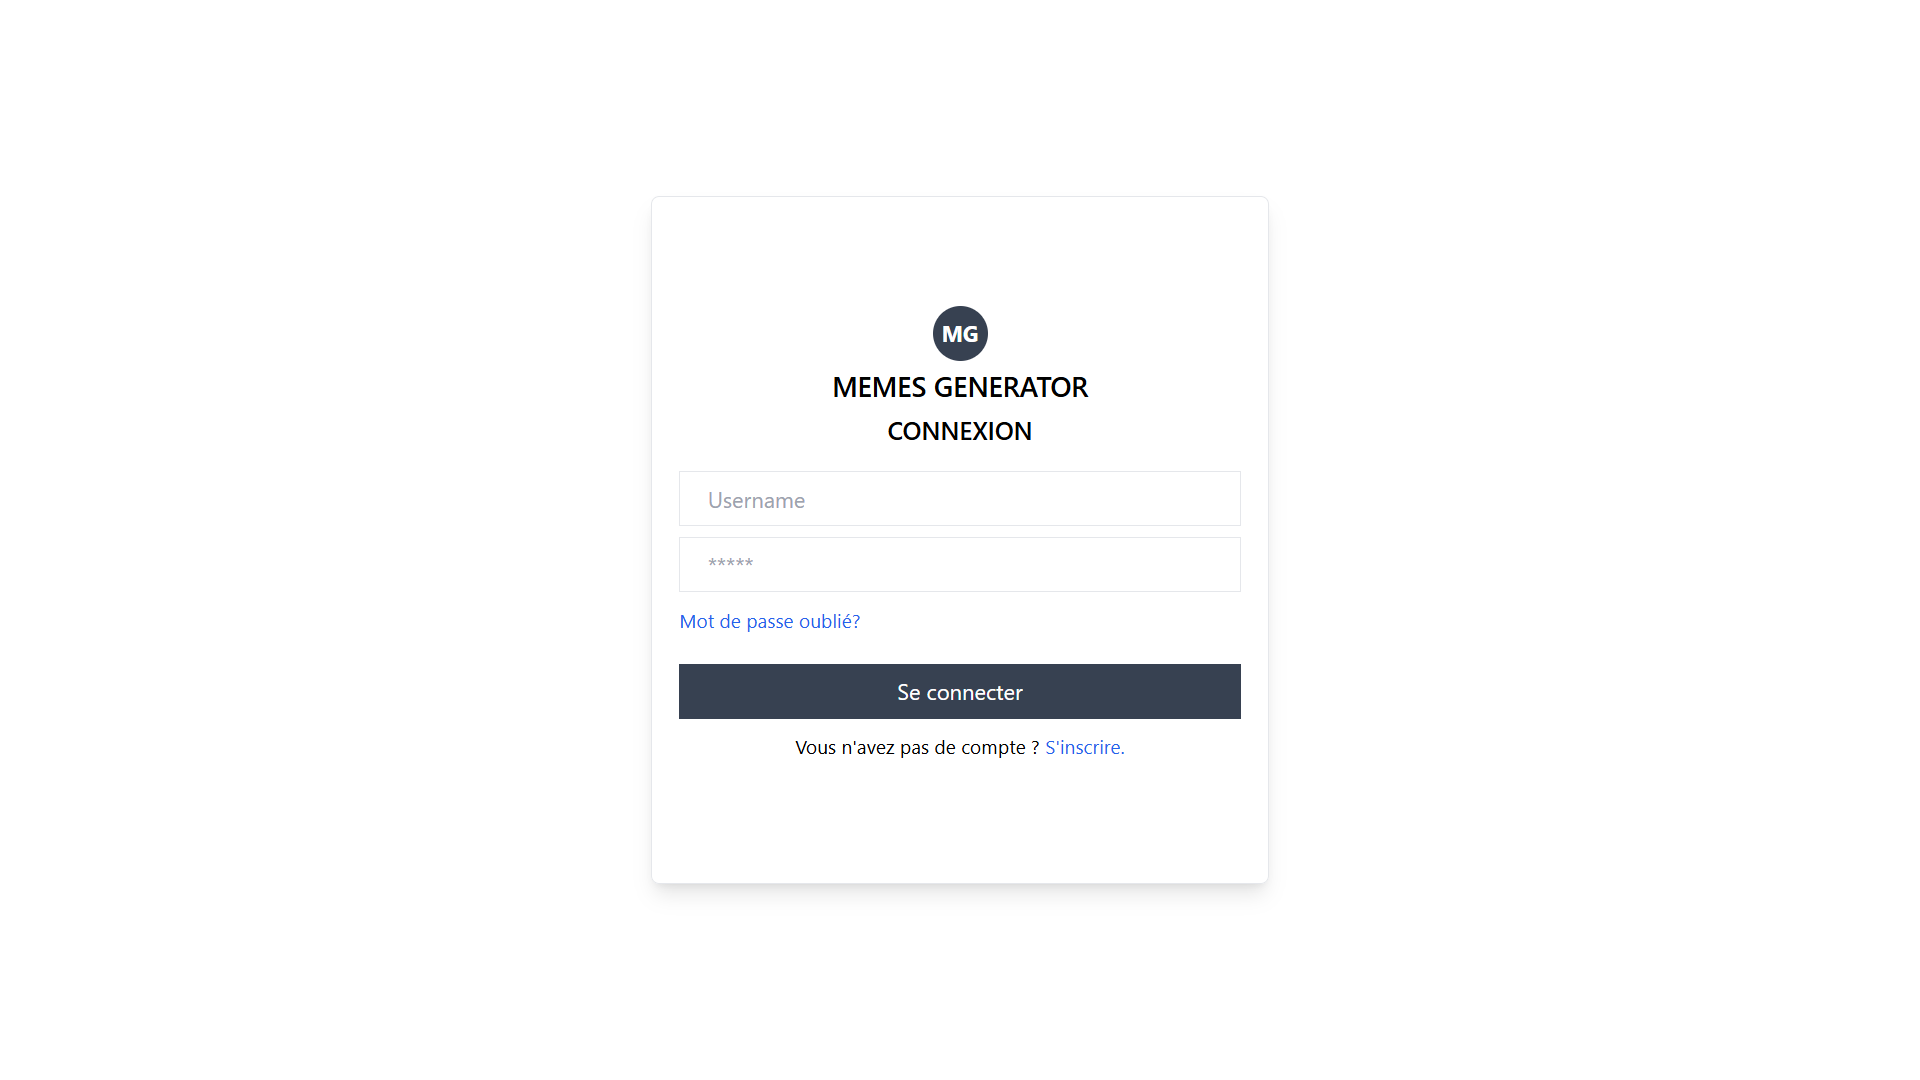 MG
MEMES GENERATOR
CONNEXION
Username
*****
Mot de passe oublié?
Se connecter
Vous n'avez pas de compte ? S'inscrire.